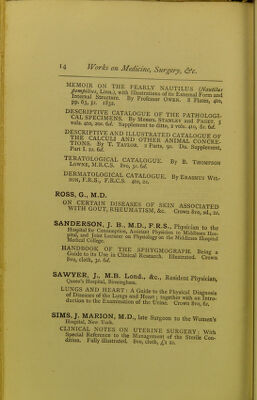 14 Works on Medicine, Surgery, &c.
MEMOIR ON THE PEARLY NAUTILUS (Nautilus
pompilius, Linn.), with Illustrations of its External Form and
Internal Structure. By Professor OWEN. 8 Plates, 4to,
pp. 63, 5s. 1832.
DESCRIPTIVE CATALOGUE OF THE PATHOLOGI-
CAL SPECIMENS. By Messrs. STANLEY and PAGET. 5
vols. 4to, 20s. 6d. Supplement to ditto, 2 vols. 4to, 8s. 6d.
DESCRIPTIVE AND ILLUSTRATED CATALOGUE OF
THE CALCULI AND OTHER ANIMAL CONCRE-
TIONS. By T. TAYLOR. 2 Parts, 9s. Do. Supplement,
Part I. 2s. 6d.
TERATOLOGICAL CATALOGUE. By B. THOMPSON
LOWNE, M.R.C.S. 8vo, 3s. 6d.
DERMATOLOGICAL CATALOGUE. By ERASMUS WIL-
SON, F.R.S., F.R.C.S. 4to, 2s.
ROSS, G., M.D.
ON CERTAIN DISEASES OF SKIN ASSOCIATED
WITH GOUT, RHEUMATISM, &c. Crown 8vo, sd., 1s.
SANDERSON, J. B., M.D., F.R.S., Physician to the
Hospital for Consumption, Assistant Physician to Middlesex Hos-
pital, and Joint Lecturer on Physiology on the Middlesex Hospital
Medical College.
HANDBOOK OF THE SPHYGMOGRAPH. Being a
Guide to its Use in Clinical Research. Illustrated. Crown
8vo, cloth, 3s. 6d.
SAWYER, J., M.B. Lond., &c., Resident Physician,
Queen's Hospital, Birmingham.
LUNGS AND HEART: A Guide to the Physical Diagnosis
of Diseases of the Lungs and Heart; together with an Intro-
duction to the Examination of the Urine. Crown 8vo, 6s.
SIMS, J. MARION, M.D., late Surgeon to the Women's
Hospital, New York.
CLINICAL NOTES ON UTERINE SURGERY: With
Special Reference to the Management of the Sterile Con-
dition. Fully illustrated. 8vo, cloth, £1 1s.